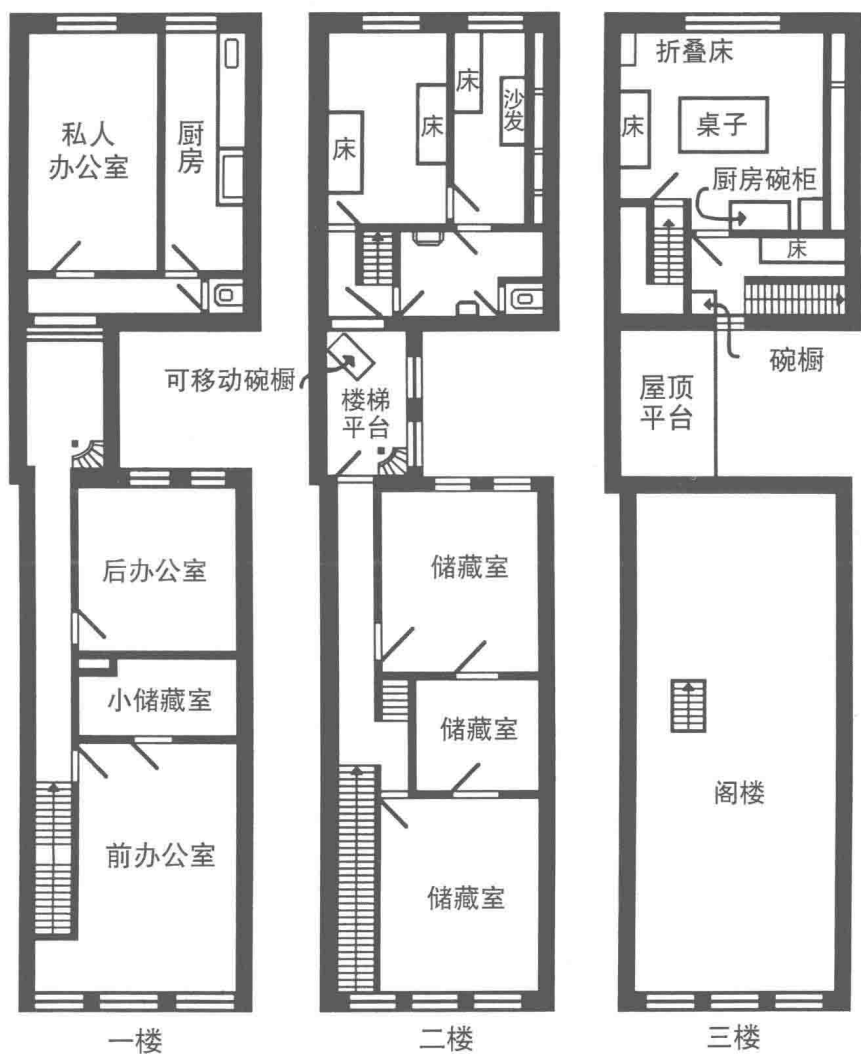 私人
办公室
厨
房
后办公室
小储藏室
前办公室
一楼
床
床
床
沙
发
可移动碗橱
楼梯
平台
储藏室
储藏室
储藏室
二楼
折叠床
床
桌子
厨房碗柜
床
碗橱
屋顶
平台
阁楼
三楼